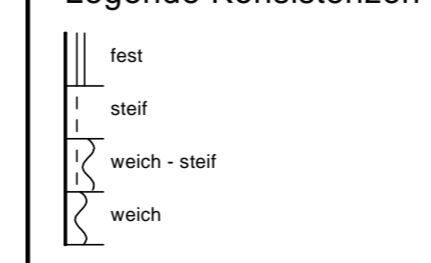 Legende Konsistenzen
fest
steif
weich - steif
weich